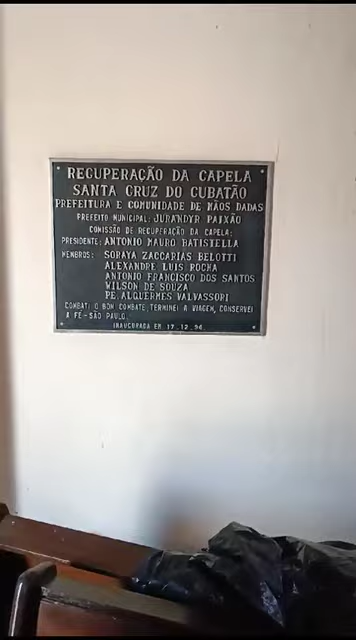 RECUPERAÇÃO DA CAPELA
SANTA CRUZ DO CUBATÃO
PREFEITURA E COMUNIDADE DE MÃOS DADAS
PREFEITO MUNICIPAL: JURANDYR PAIXÃO
COMISSÃO DE RECUPERAÇÃO DA CAPELA:
PRESIDENTE: ANTONIO MAURO BATISTELLA
MEMBROS: SORAYA ZACCARIAS BELOTTI
ALEXANDRE LUIS ROCHA
ANTONIO FRANCISCO DOS SANTOS
WILSON DE SOUZA
PE. ALQUERMES VALVASSORI
COMBATI O BOM COMBATE, TERMINEI A VIAGEM, CONSERVEI
A FÉ - SÃO PAULO.
INAUGURADA EM 17.12.94.